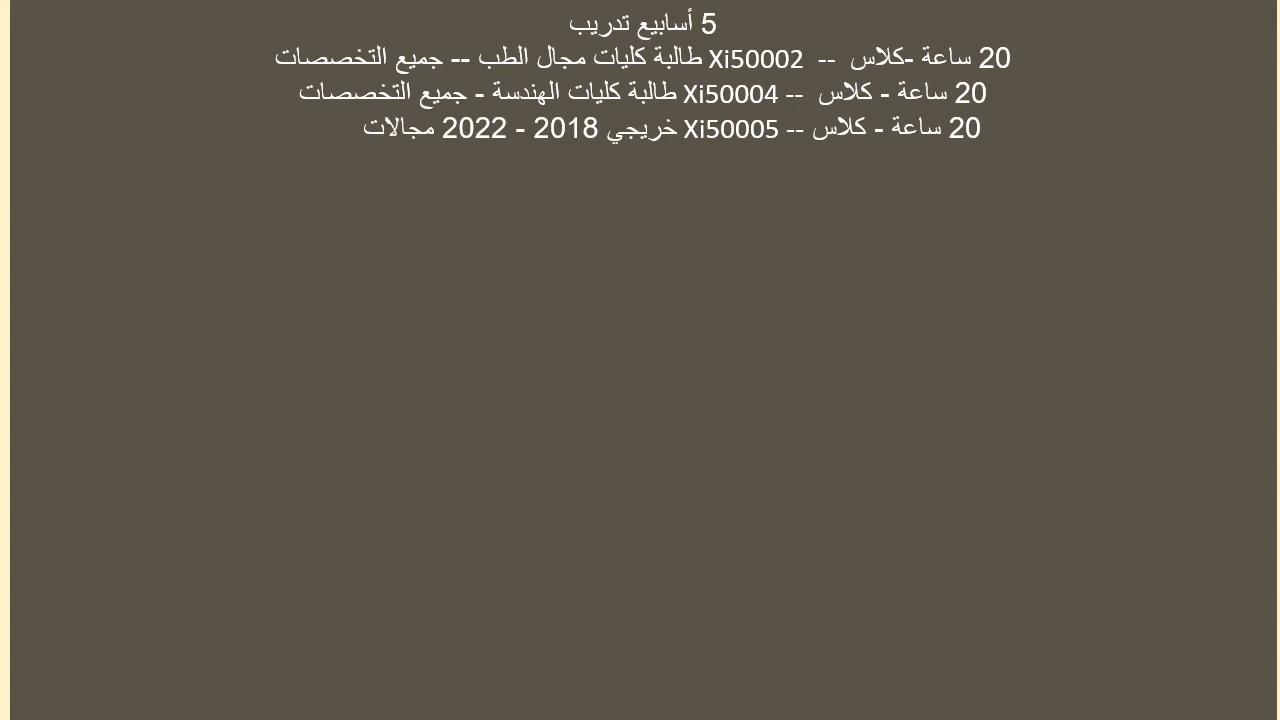 5 أسابيع تدريب
20 ساعة -كلاس -- Xi50002 طالبة كليات مجال الطب -- جميع التخصصات
20 ساعة - كلاس -- Xi50004 طالبة كليات الهندسة - جميع التخصصات
20 ساعة - كلاس -- Xi50005 خريجي 2018 - 2022 مجالات